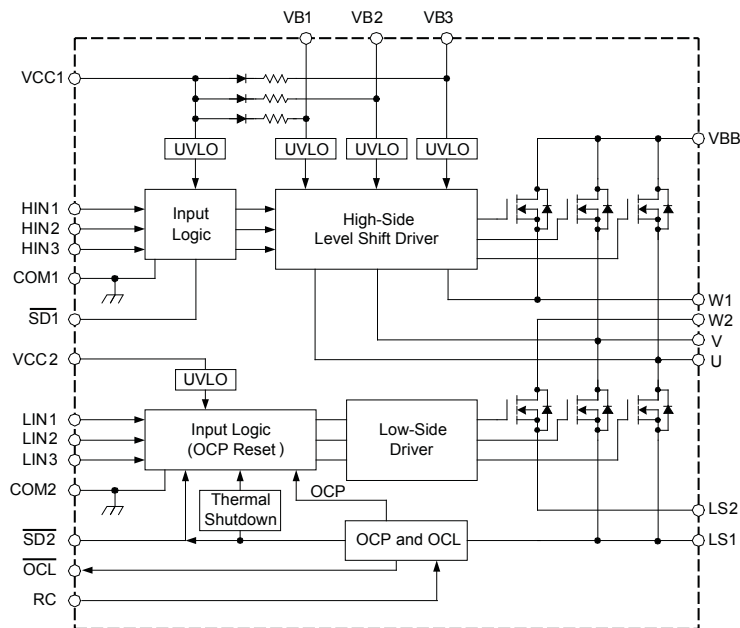 VB1 VB2 VB3
VCC1
UVLO UVLO UVLO UVLO
VBB
HIN1
HIN2
HIN3
Input
Logic
High-Side
Level Shift Driver
COM1
SD1
W1
W2
V
U
VCC2
UVLO
LIN1
LIN2
LIN3
Input Logic
(OCP Reset)
Low-Side
Driver
COM2
OCP
Thermal
Shutdown
LS2
SD2
OCP and OCL
LS1
OCL
RC